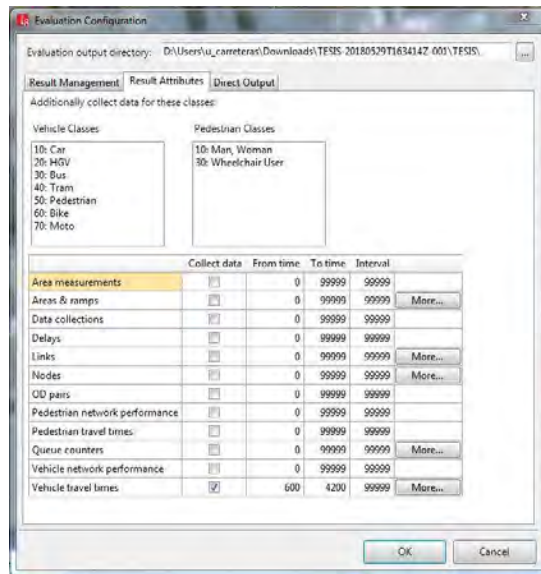 Evaluation Configuration
Evaluation output directory: D:\Users\u_carreteras\Downloads\TESIS-20180529T163414Z-001\TESIS\ ...
Result Management Result Attributes Direct Output
Additionally collect data for these classes:
Vehicle Classes Pedestrian Classes
10: Car 10: Man, Woman
20: HGV 30: Wheelchair User
30: Bus
40: Tram
50: Pedestrian
60: Bike
70: Moto
Collect data From time To time Interval
Area measurements 0 99999 99999
Areas & ramps 0 99999 99999 More...
Data collections 0 99999 99999
Delays 0 99999 99999
Links 0 99999 99999 More...
Nodes 0 99999 99999 More...
OD pairs 0 99999 99999
Pedestrian network performance 0 99999 99999
Pedestrian travel times 0 99999 99999
Queue counters 0 99999 99999 More...
Vehicle network performance 0 99999 99999
Vehicle travel times 600 4200 99999 More...
OK Cancel